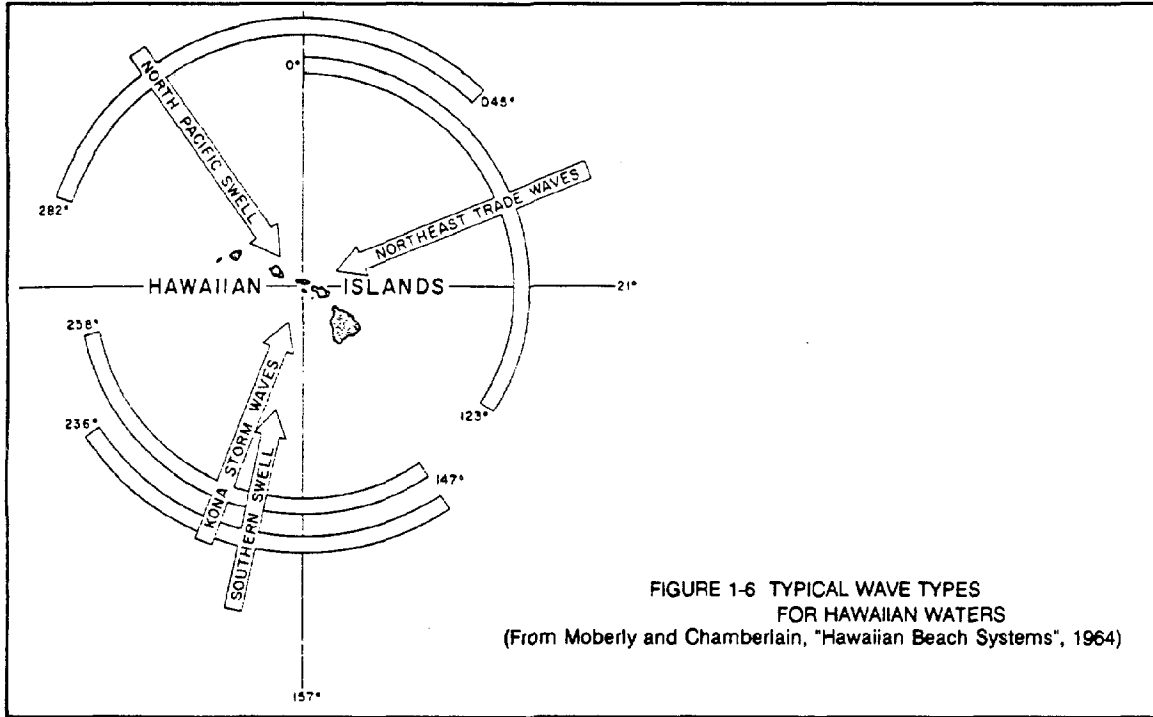 NORTH PACIFIC SWELL
0°
045°
282°
NORTHEAST TRADE WAVES
HAWAIIAN ISLANDS
21°
258°
236°
123°
147°
KONA STORM WAVES
SOUTHERN SWELL
157°
FIGURE 1-6 TYPICAL WAVE TYPES
FOR HAWAIIAN WATERS
(From Moberly and Chamberlain, "Hawaiian Beach Systems", 1964)